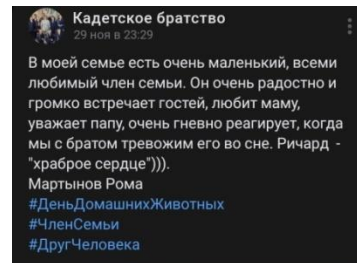 Кадетское братство
29 ноя в 23:29
В моей семье есть очень маленький, всеми
любимый член семьи. Он очень радостно и
громко встречает гостей, любит маму,
уважает папу, очень гневно реагирует, когда
мы с братом тревожим его во сне. Ричард -
"храброе сердце"))).
Мартынов Рома
#ДеньДомашнихЖивотных
#ЧленСемьи
#ДругЧеловека